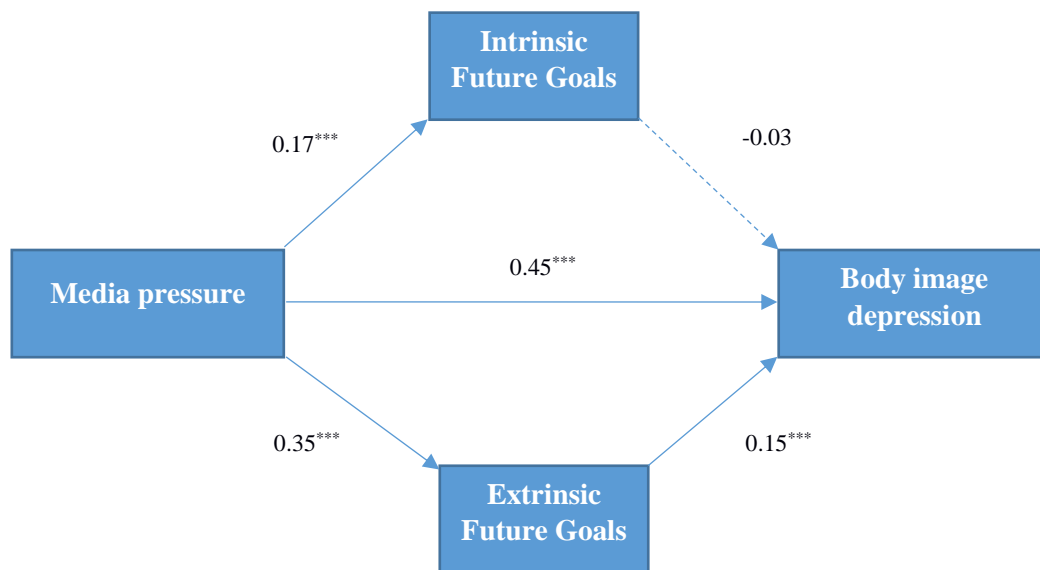 Intrinsic
Future Goals
0.17***
-0.03
Media pressure
0.45***
Body image
depression
0.35***
0.15***
Extrinsic
Future Goals